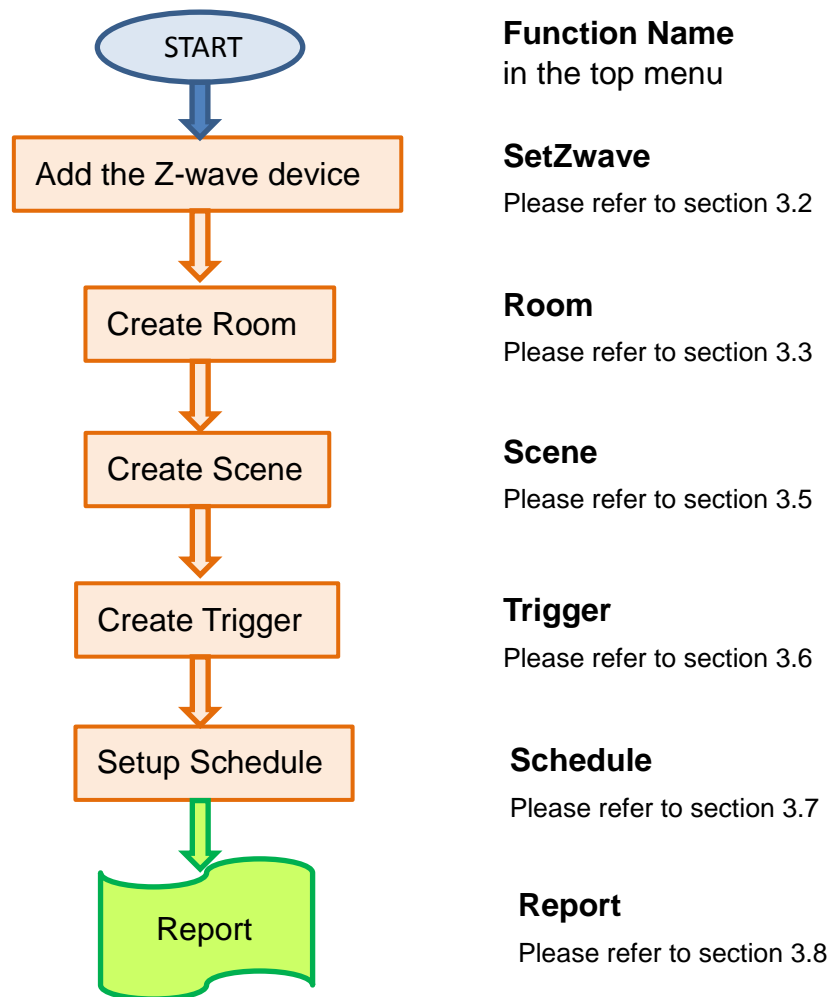 START
Function Name
in the top menu
Add the Z-wave device
SetZwave
Please refer to section 3.2
Create Room
Room
Please refer to section 3.3
Create Scene
Scene
Please refer to section 3.5
Create Trigger
Trigger
Please refer to section 3.6
Setup Schedule
Schedule
Please refer to section 3.7
Report
Report
Please refer to section 3.8